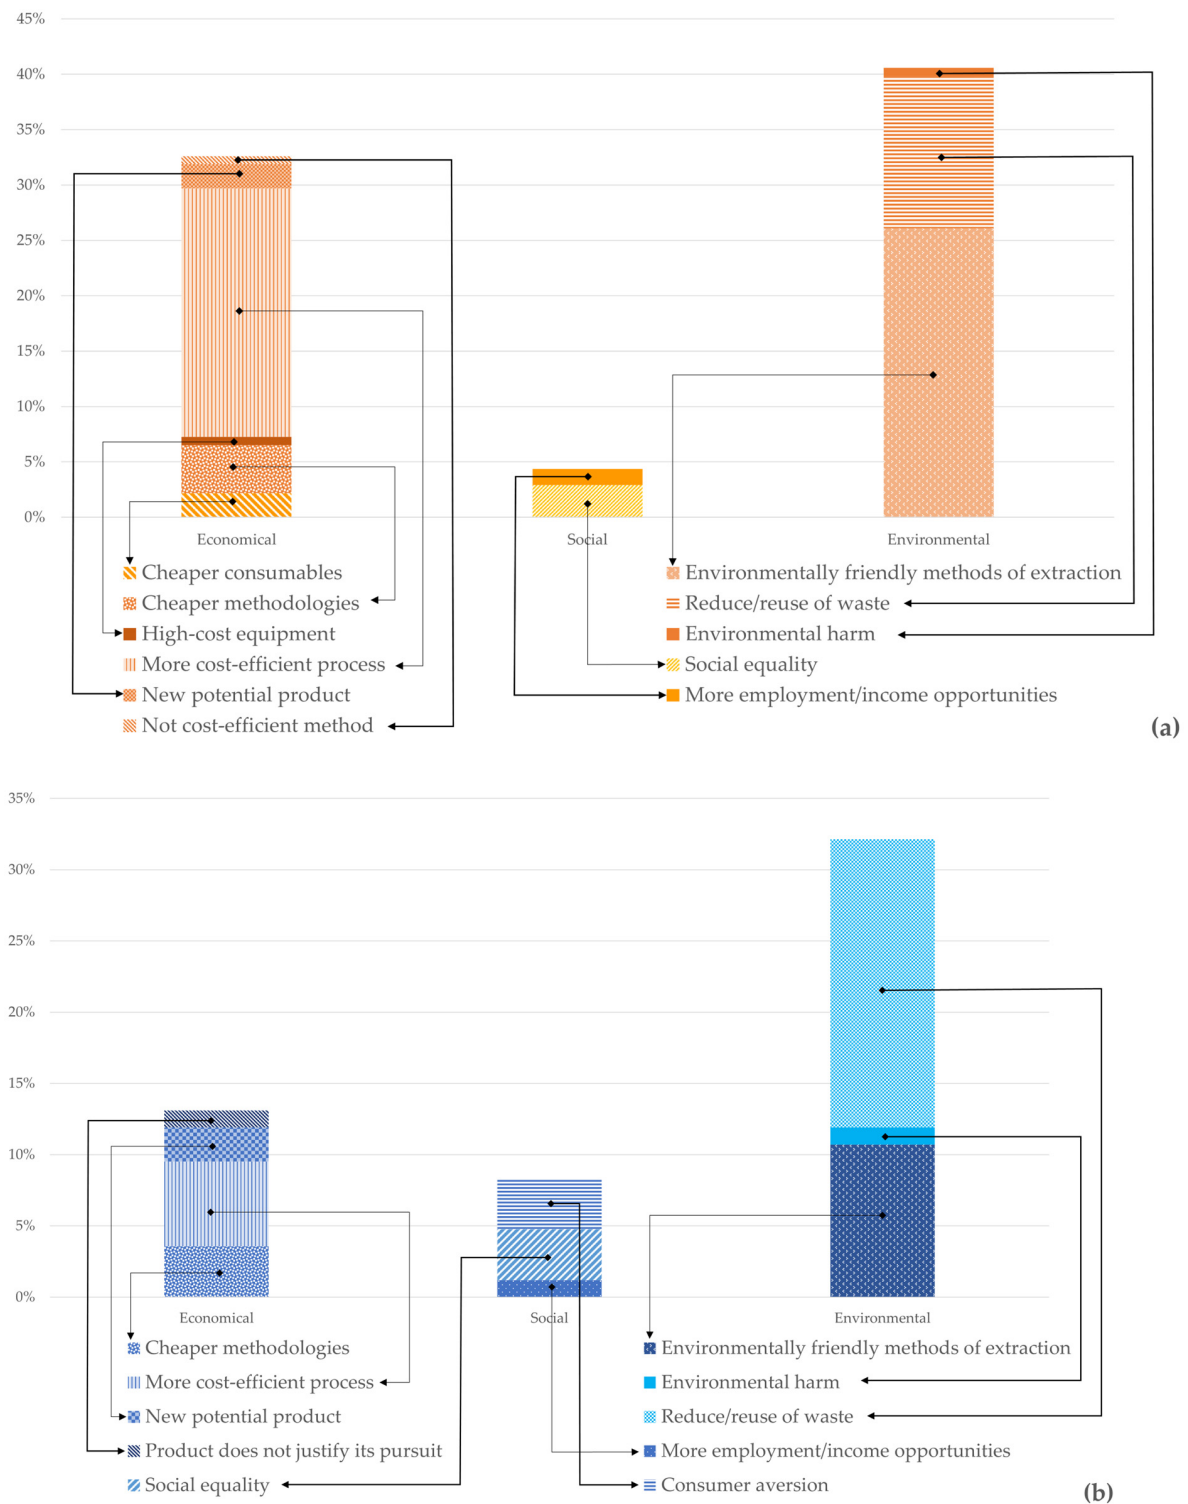 45%
40%
35%
30%
25%
20%
15%
10%
5%
0%
Economical
Social
Environmental
Cheaper consumables
Cheaper methodologies
High-cost equipment
More cost-efficient process
New potential product
Not cost-efficient method
Environmentally friendly methods of extraction
Reduce/reuse of waste
Environmental harm
Social equality
More employment/income opportunities
(a)
35%
30%
25%
20%
15%
10%
5%
0%
Economical
Social
Environmental
Cheaper methodologies
More cost-efficient process
New potential product
Product does not justify its pursuit
Social equality
Environmentally friendly methods of extraction
Environmental harm
Reduce/reuse of waste
More employment/income opportunities
Consumer aversion
(b)